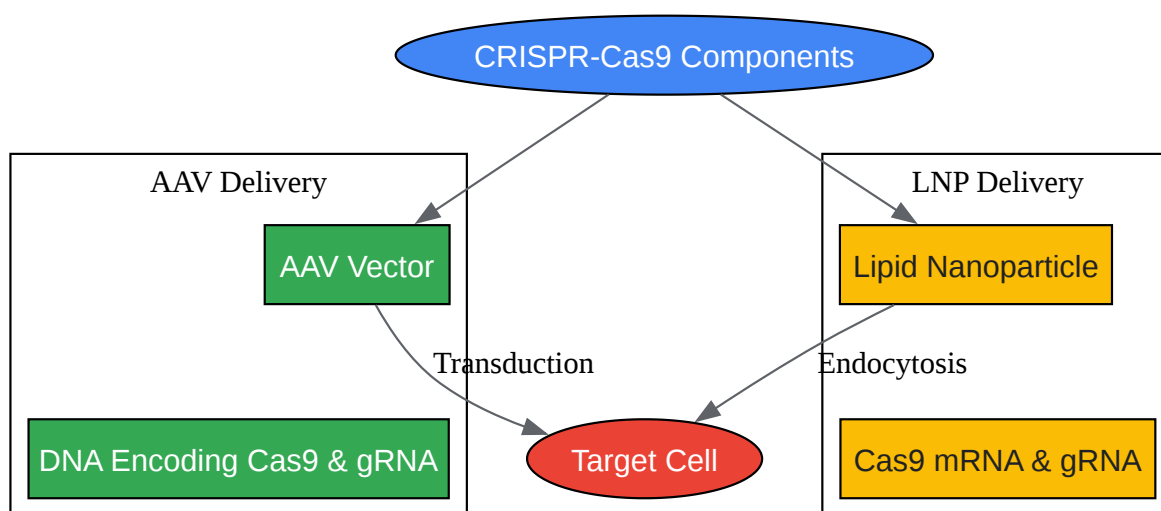 CRISPR-Cas9 Components
AAV Delivery
LNP Delivery
AAV Vector
Lipid Nanoparticle
Transduction
Endocytosis
DNA Encoding Cas9 & gRNA
Target Cell
Cas9 mRNA & gRNA